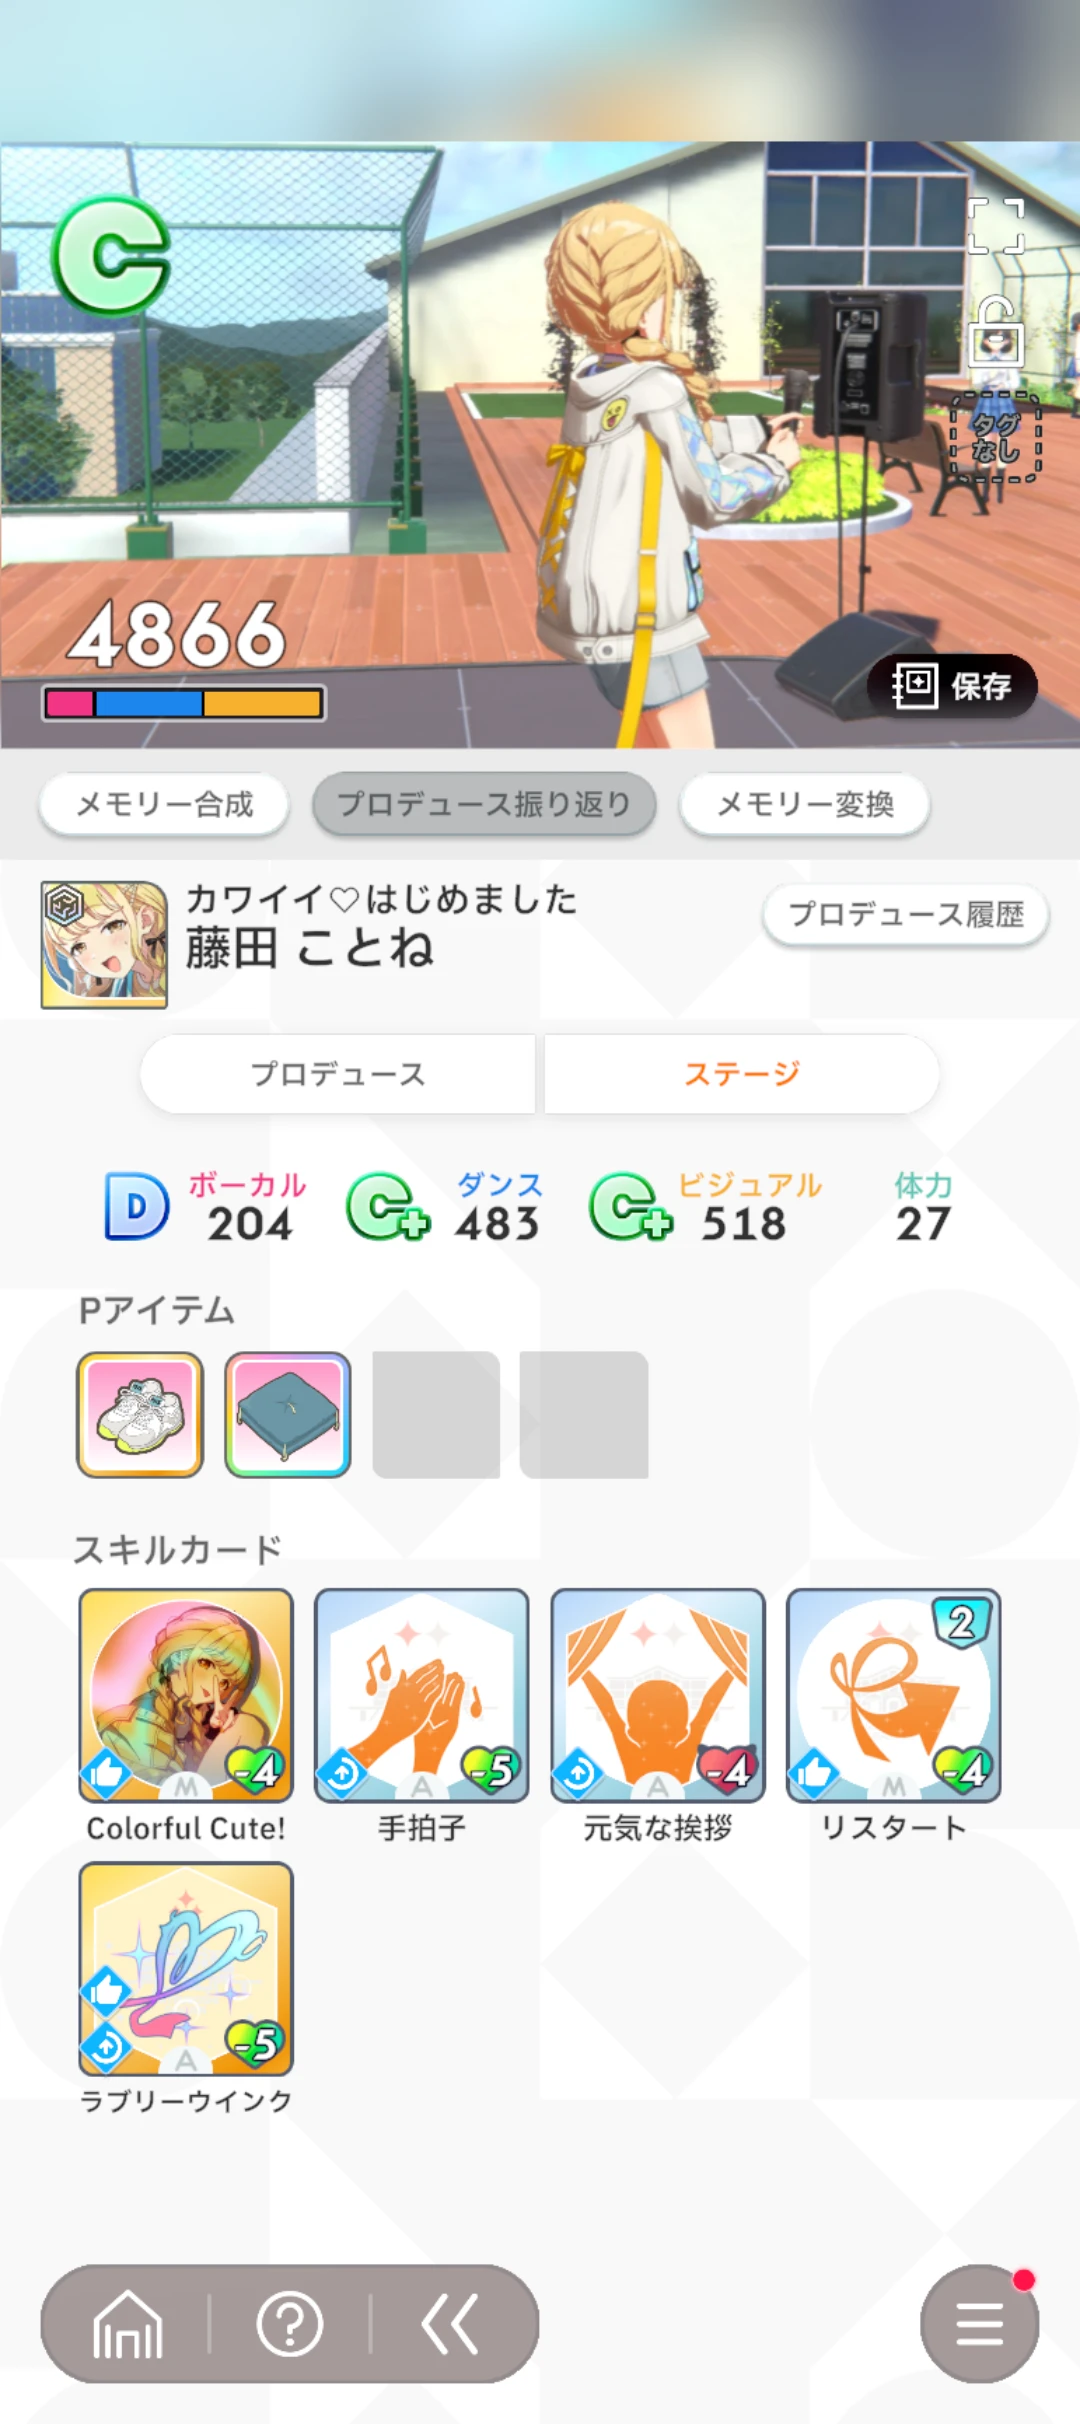 C
タグ
なし
4866
保存
メモリー合成
プロデュース振り返り
メモリー変換
カワイイ♡はじめました
藤田 ことね
プロデュース履歴
プロデュース
ステージ
D ボーカル 204
C+ ダンス 483
C+ ビジュアル 518
体力 27
Pアイテム
スキルカード
-4 M
-5 A
-4 A
2 -4 M
Colorful Cute!
手拍子
元気な挨拶
リスタート
-5 A
ラブリーウインク